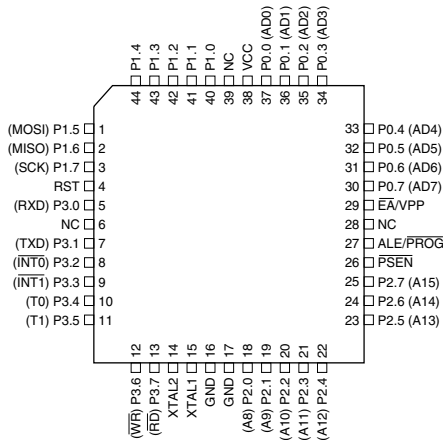 P1.4
P1.3
P1.2
P1.1
P1.0
NC
VCC
P0.0 (AD0)
P0.1 (AD1)
P0.2 (AD2)
P0.3 (AD3)
44
43
42
41
40
39
38
37
36
35
34
(MOSI) P1.5 1
(MISO) P1.6 2
(SCK) P1.7 3
RST 4
(RXD) P3.0 5
NC 6
(TXD) P3.1 7
(INT0) P3.2 8
(INT1) P3.3 9
(T0) P3.4 10
(T1) P3.5 11
33 P0.4 (AD4)
32 P0.5 (AD5)
31 P0.6 (AD6)
30 P0.7 (AD7)
29 EA/VPP
28 NC
27 ALE/PROG
26 PSEN
25 P2.7 (A15)
24 P2.6 (A14)
23 P2.5 (A13)
12
13
14
15
16
17
18
19
20
21
22
(WR) P3.6
(RD) P3.7
XTAL2
XTAL1
GND
GND
(A8) P2.0
(A9) P2.1
(A10) P2.2
(A11) P2.3
(A12) P2.4